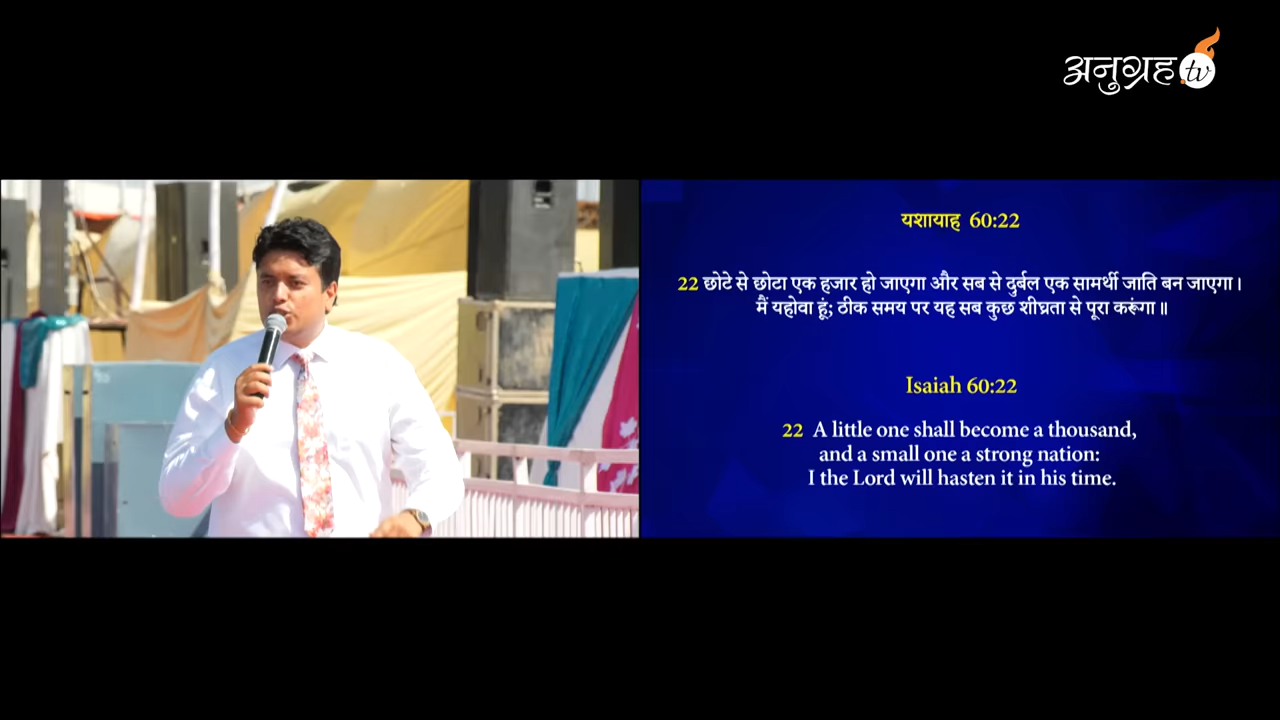 अनुग्रह.tv
यशायाह 60:22
22 छोटे से छोटा एक हजार हो जाएगा और सब से दुर्बल एक सामर्थी जाति बन जाएगा।
मैं यहोवा हूं; ठीक समय पर यह सब कुछ शीघ्रता से पूरा करूंगा॥
Isaiah 60:22
22 A little one shall become a thousand,
and a small one a strong nation:
I the Lord will hasten it in his time.